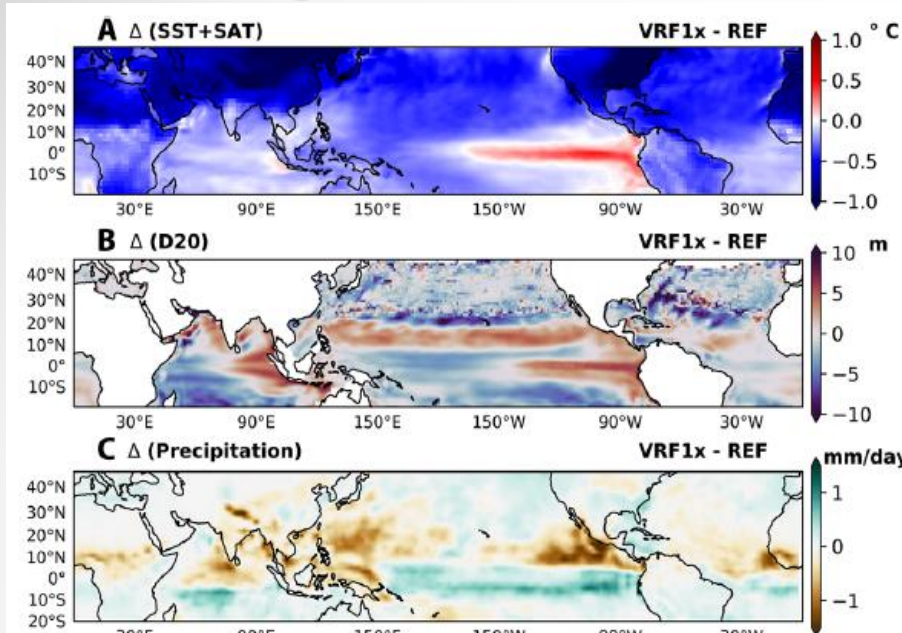 A Δ (SST+SAT) VRF1x - REF
1.0 ° C
40°N
30°N
20°N
10°N
0°
10°S
0.5
0.0
−0.5
−1.0
30°E 90°E 150°E 150°W 90°W 30°W
B Δ (D20) VRF1x - REF m
40°N
30°N
20°N
10°N
0°
10°S
10
5
0
−5
−10
30°E 90°E 150°E 150°W 90°W 30°W
C Δ (Precipitation) VRF1x - REF mm/day
40°N
30°N
20°N
10°N
0°
10°S
20°S
1
0
−1